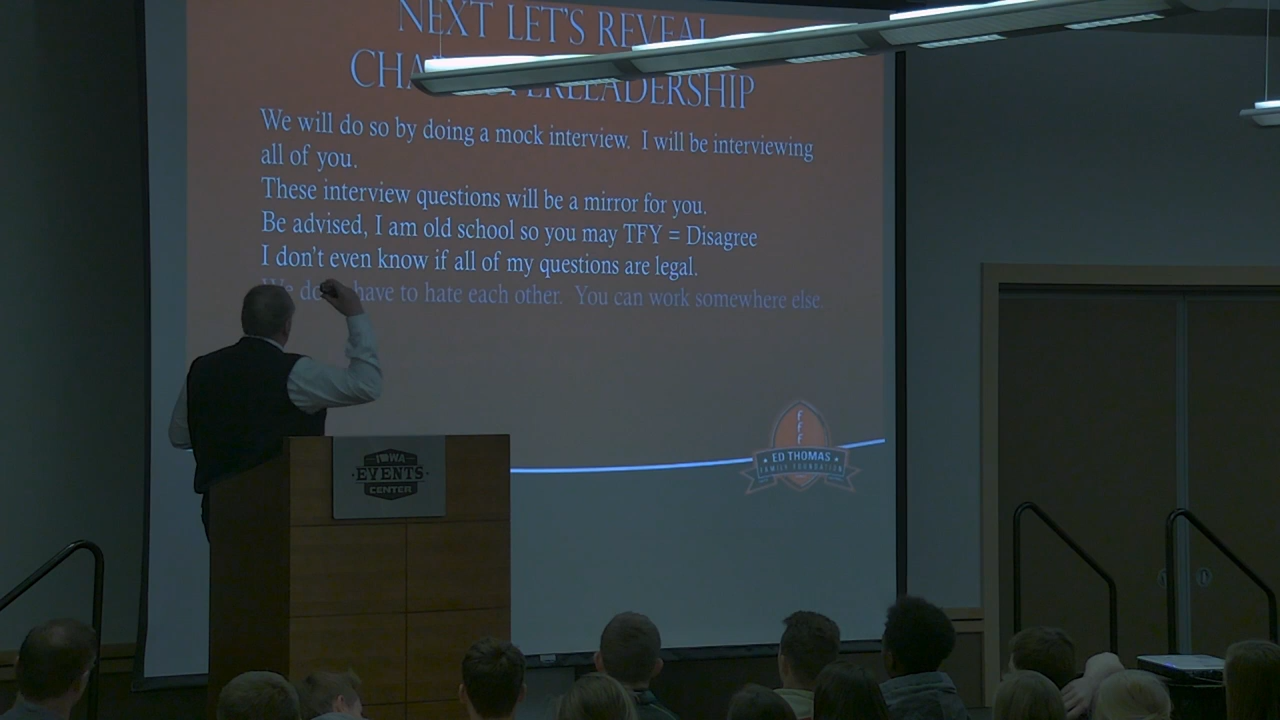 NEXT LET'S REVEAL
LEADERSHIP
We will do so by doing a mock interview. I will be interviewing
all of you.
These interview questions will be a mirror for you.
Be advised, I am old school so you may TFY = Disagree
I don't even know if all of my questions are legal.
We have to hate each other. You can work somewhere else.
FFF
ED THOMAS
FAMILY FOUNDATION
IOWA
EVENTS
CENTER